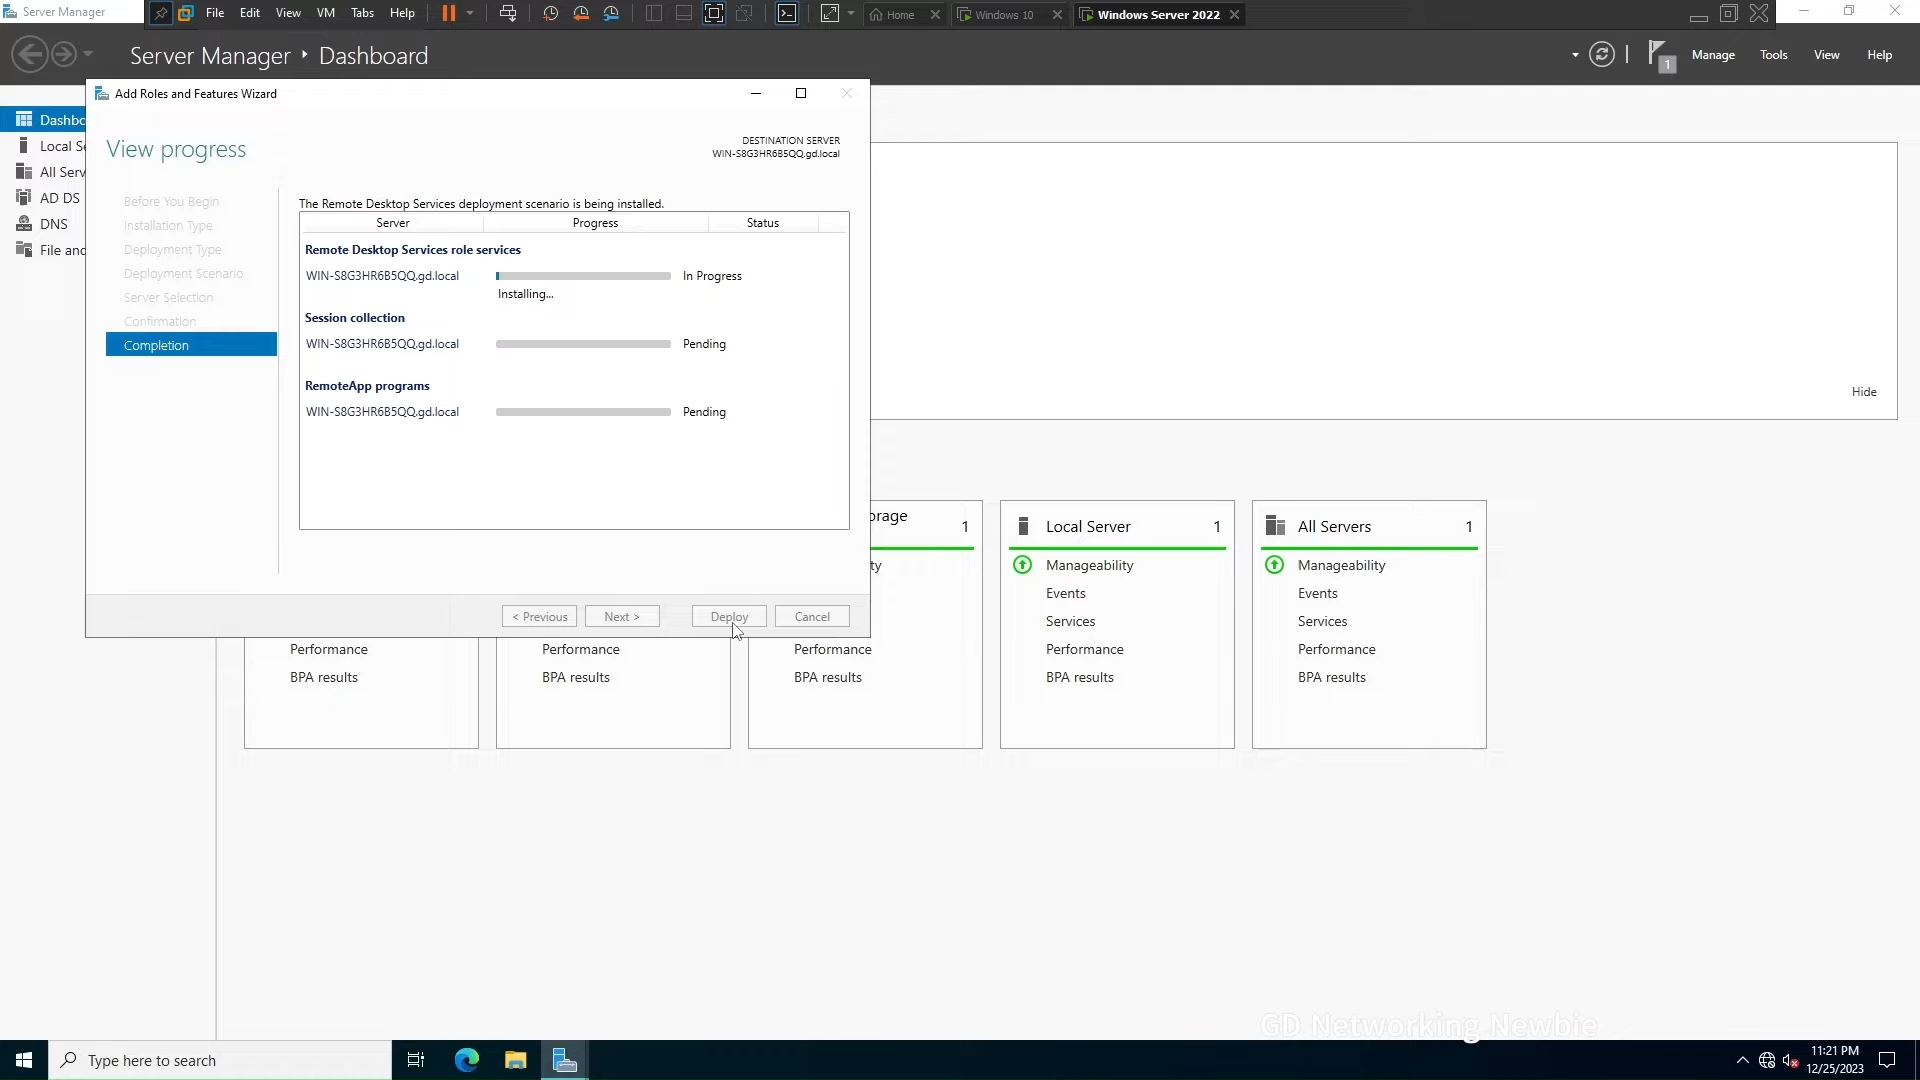 Server Manager
File Edit View VM Tabs Help
Home
Windows 10
Windows Server 2022
Server Manager ‣ Dashboard
1
Manage Tools View Help
Add Roles and Features Wizard
View progress
DESTINATION SERVER
WIN-S8G3HR6B5QQ.gd.local
Dashbo
Local Se
All Serv
AD DS
DNS
File and
Before You Begin
Installation Type
Deployment Type
Deployment Scenario
Server Selection
Confirmation
Completion
The Remote Desktop Services deployment scenario is being installed.
Server Progress Status
Remote Desktop Services role services
WIN-S8G3HR6B5QQ.gd.local In Progress
Installing...
Session collection
WIN-S8G3HR6B5QQ.gd.local Pending
RemoteApp programs
WIN-S8G3HR6B5QQ.gd.local Pending
< Previous Next > Deploy Cancel
Hide
Performance
BPA results
Performance
BPA results
orage 1
ty
Performance
BPA results
Local Server 1
Manageability
Events
Services
Performance
BPA results
All Servers 1
Manageability
Events
Services
Performance
BPA results
GD Networking Newbie
Type here to search
11:21 PM
12/25/2023